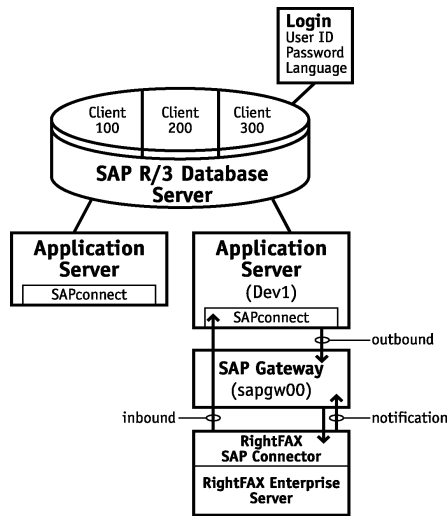 Login
User ID
Password
Language
Client
100
Client
200
Client
300
SAP R/3 Database
Server
Application
Server
SAPconnect
Application
Server
(Dev1)
SAPconnect
outbound
SAP Gateway
(sapgw00)
inbound
notification
RightFAX
SAP Connector
RightFAX Enterprise
Server